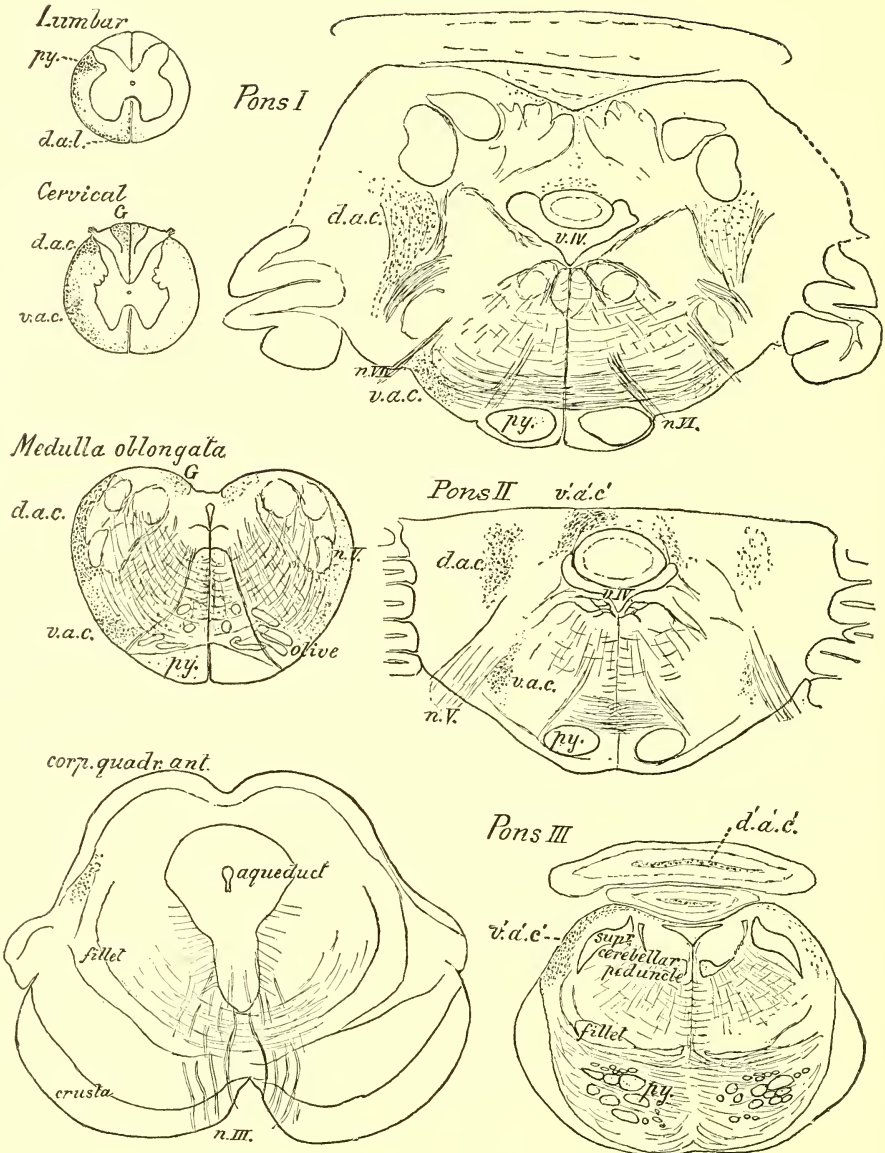 Lumbar
py.
d.a.l.
Cervical
G
d.a.c.
v.a.c.
Pons I
d.a.c.
v.IV.
n.VII.
v.a.c.
py.
n.VI.
Medulla oblongata
G
d.a.c.
n.V.
v.a.c.
py.
olive
Pons II
v'.a'.c'
d.a.c.
v.IV
v.a.c.
n.V.
py.
corp. quadr. ant.
aqueduct
fillet
crusta
n.III.
Pons III
d'.a'.c'.
v'.a'.c'
supr.
cerebellar
peduncle
fillet
py.